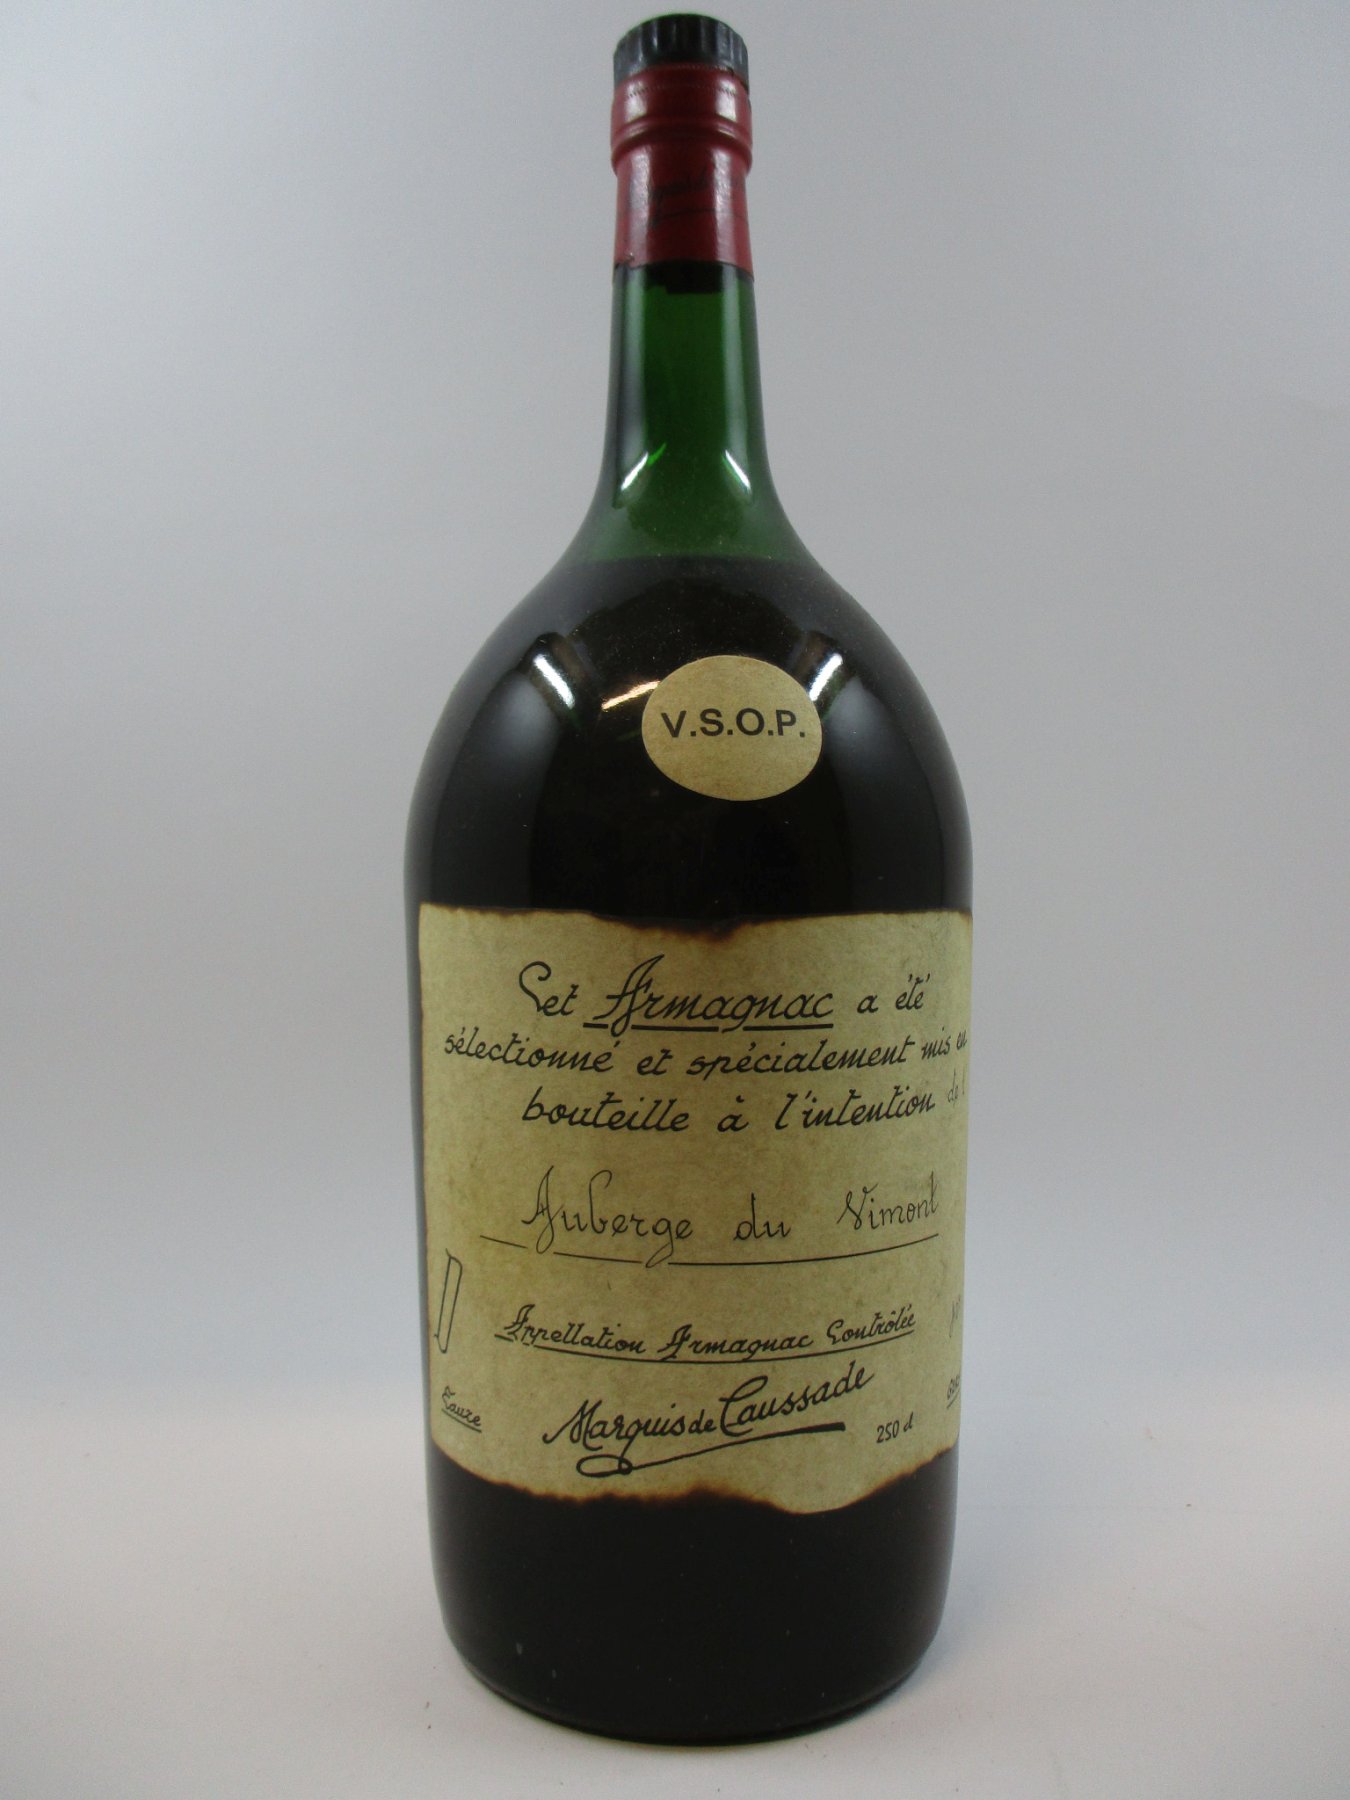 V.S.O.P.
Cet Armagnac a été
sélectionné et spécialement mis en
bouteille à l'intention de l
Auberge du Vimont
Appellation Armagnac Contrôlée
Marquis de Caussade
250 cl